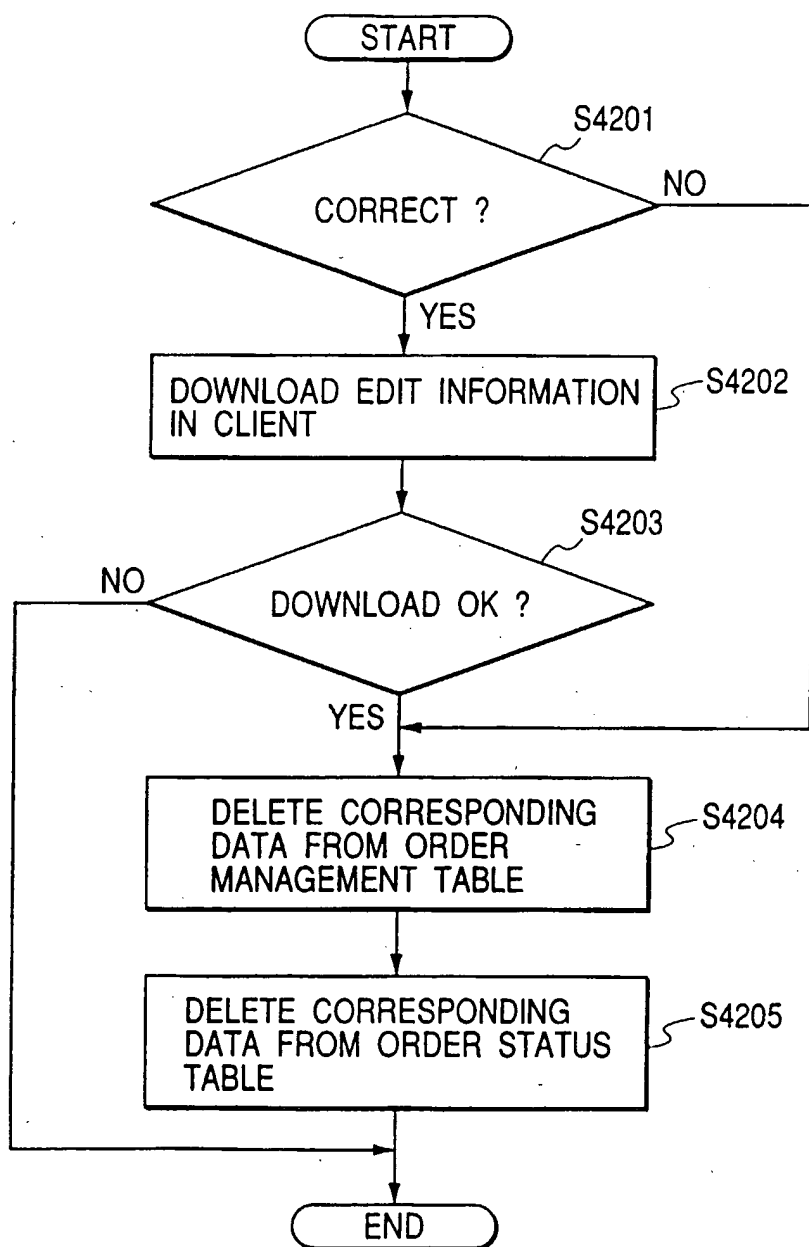 START
S4201
CORRECT ?
NO
YES
DOWNLOAD EDIT INFORMATION
IN CLIENT
S4202
S4203
NO
DOWNLOAD OK ?
YES
DELETE CORRESPONDING
DATA FROM ORDER
MANAGEMENT TABLE
S4204
DELETE CORRESPONDING
DATA FROM ORDER STATUS
TABLE
S4205
END